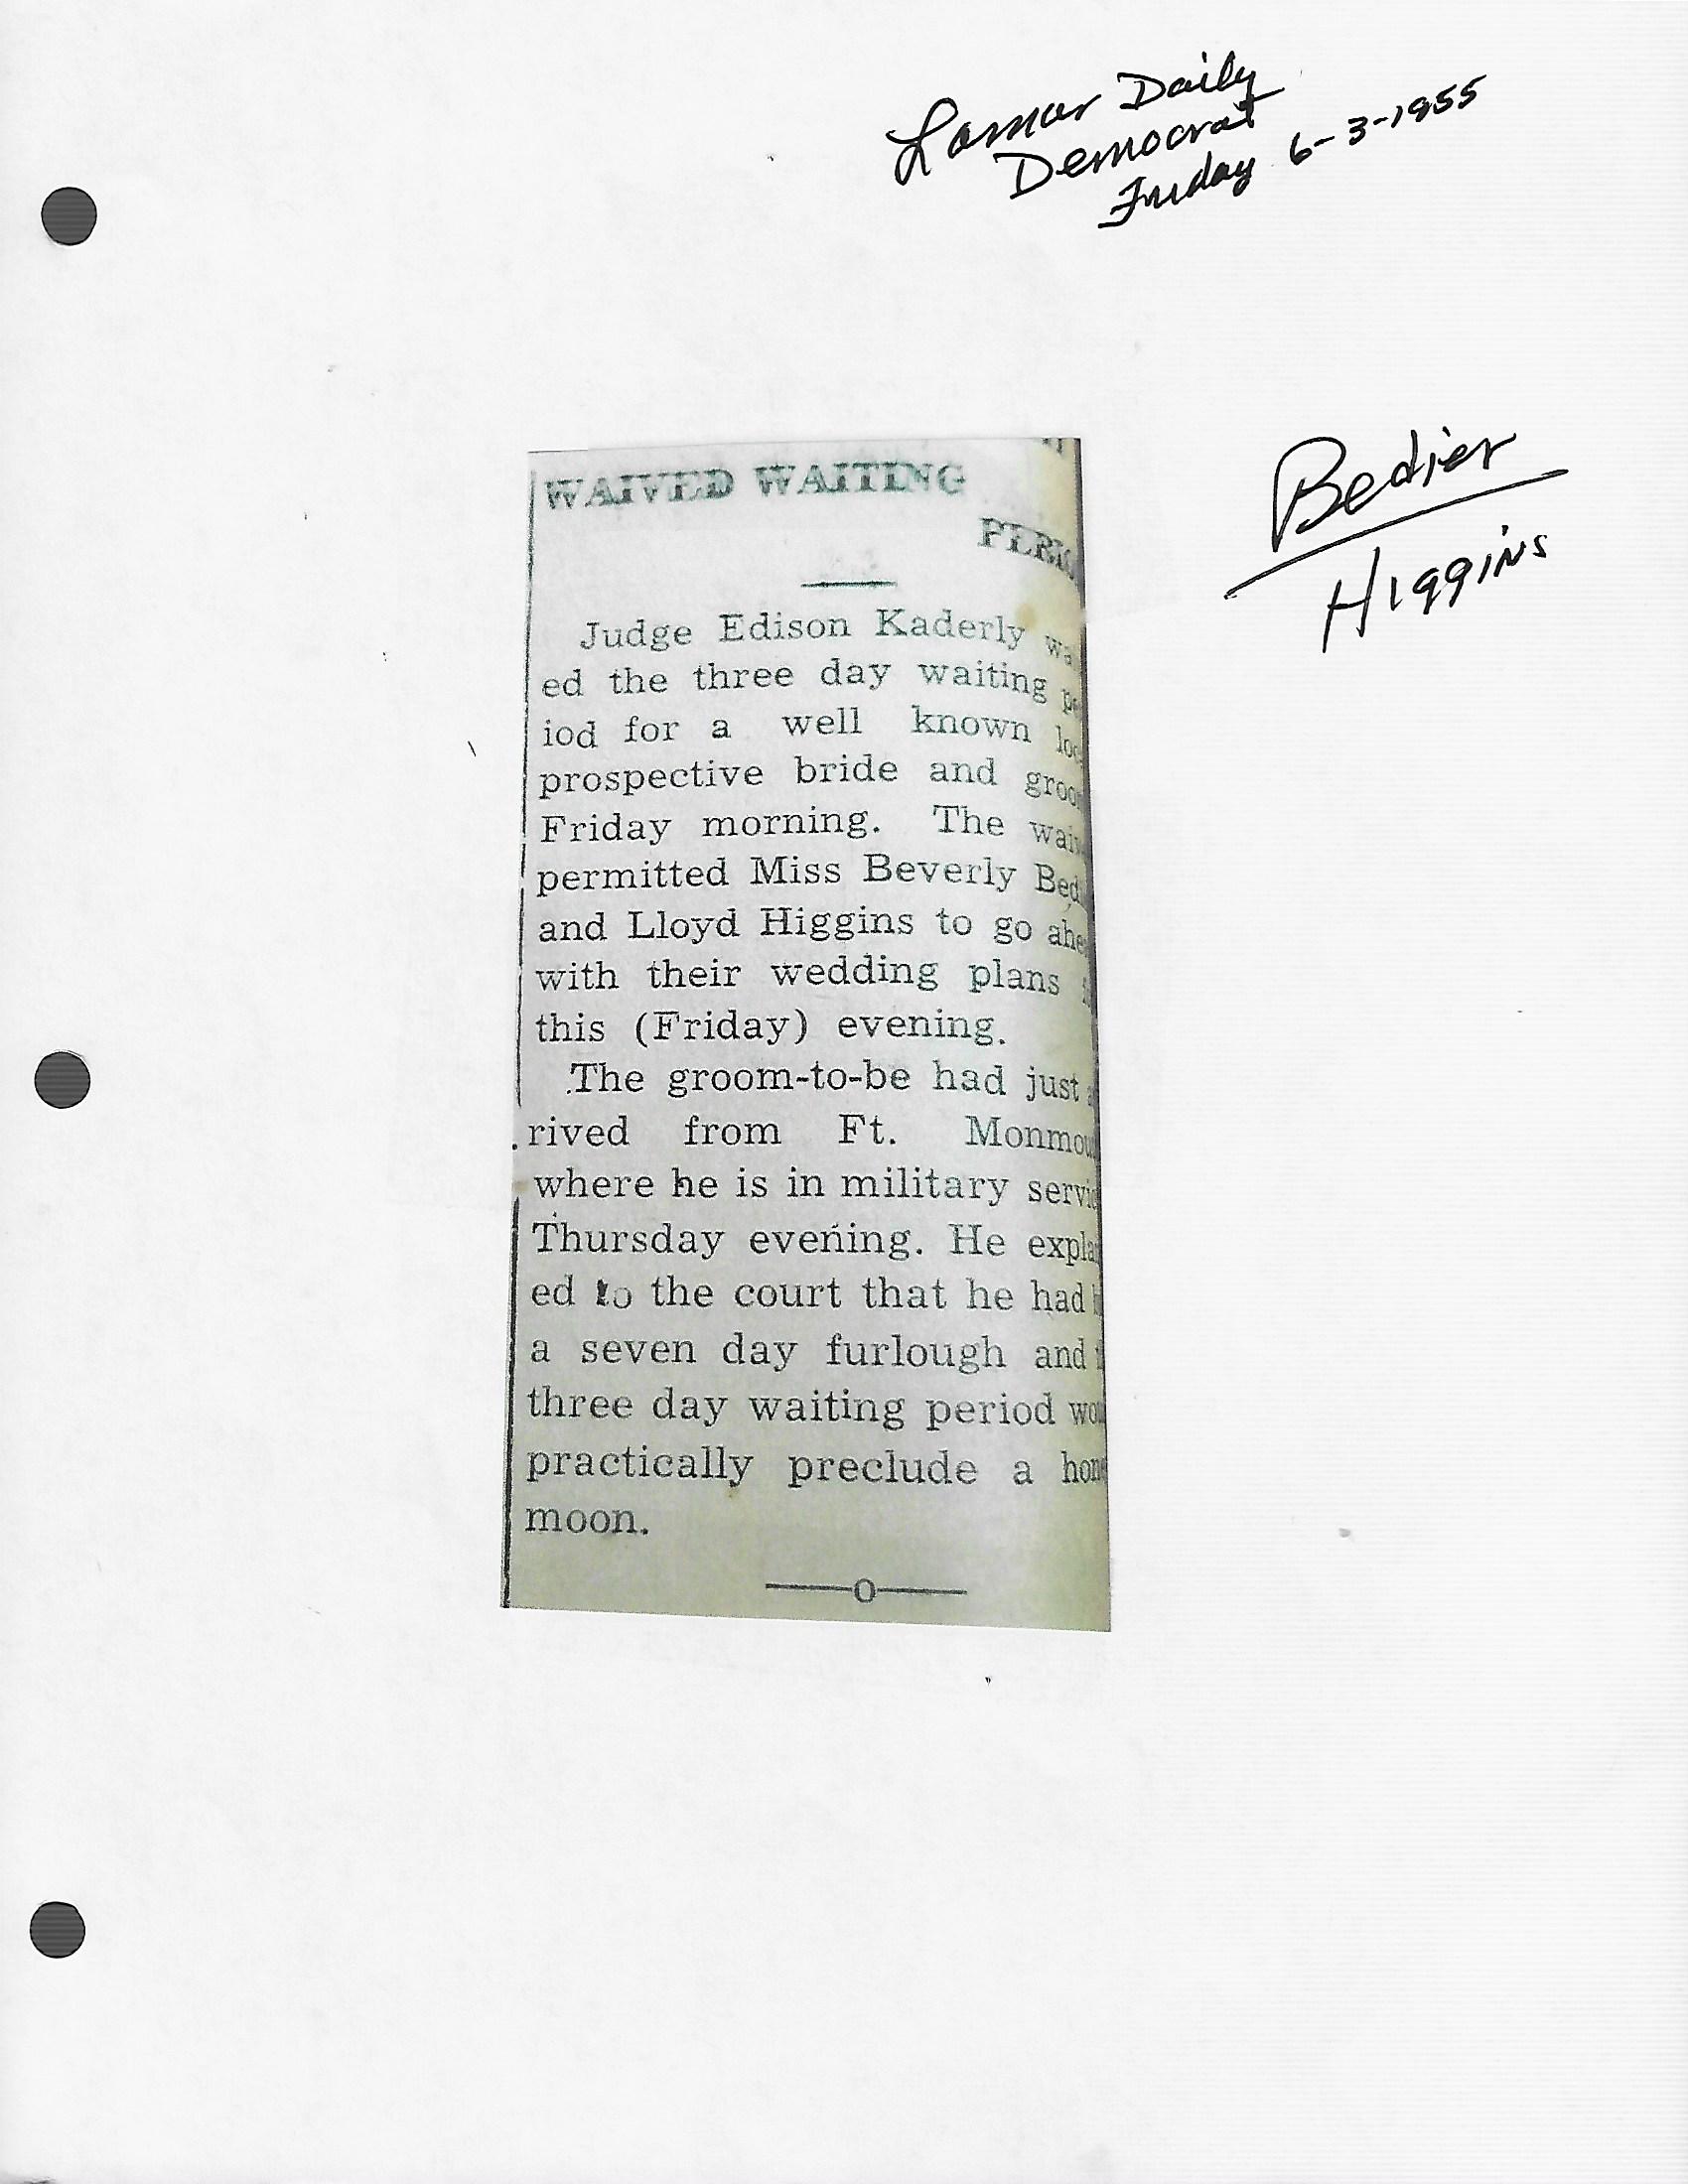 Lamar Daily
Democrat
Friday 6-3-1955
Bedier
Higgins
WAIVED WAITING
Judge Edison Kaderly
ed the three day waiting
iod for a well known
prospective bride and
Friday morning. The
permitted Miss Beverly
and Lloyd Higgins to go
with their wedding plans
this (Friday) evening.
The groom-to-be had just
rived from Ft.
where he is in military
Thursday evening. He
ed to the court that he had
a seven day furlough and
three day waiting period
practically preclude a
moon.